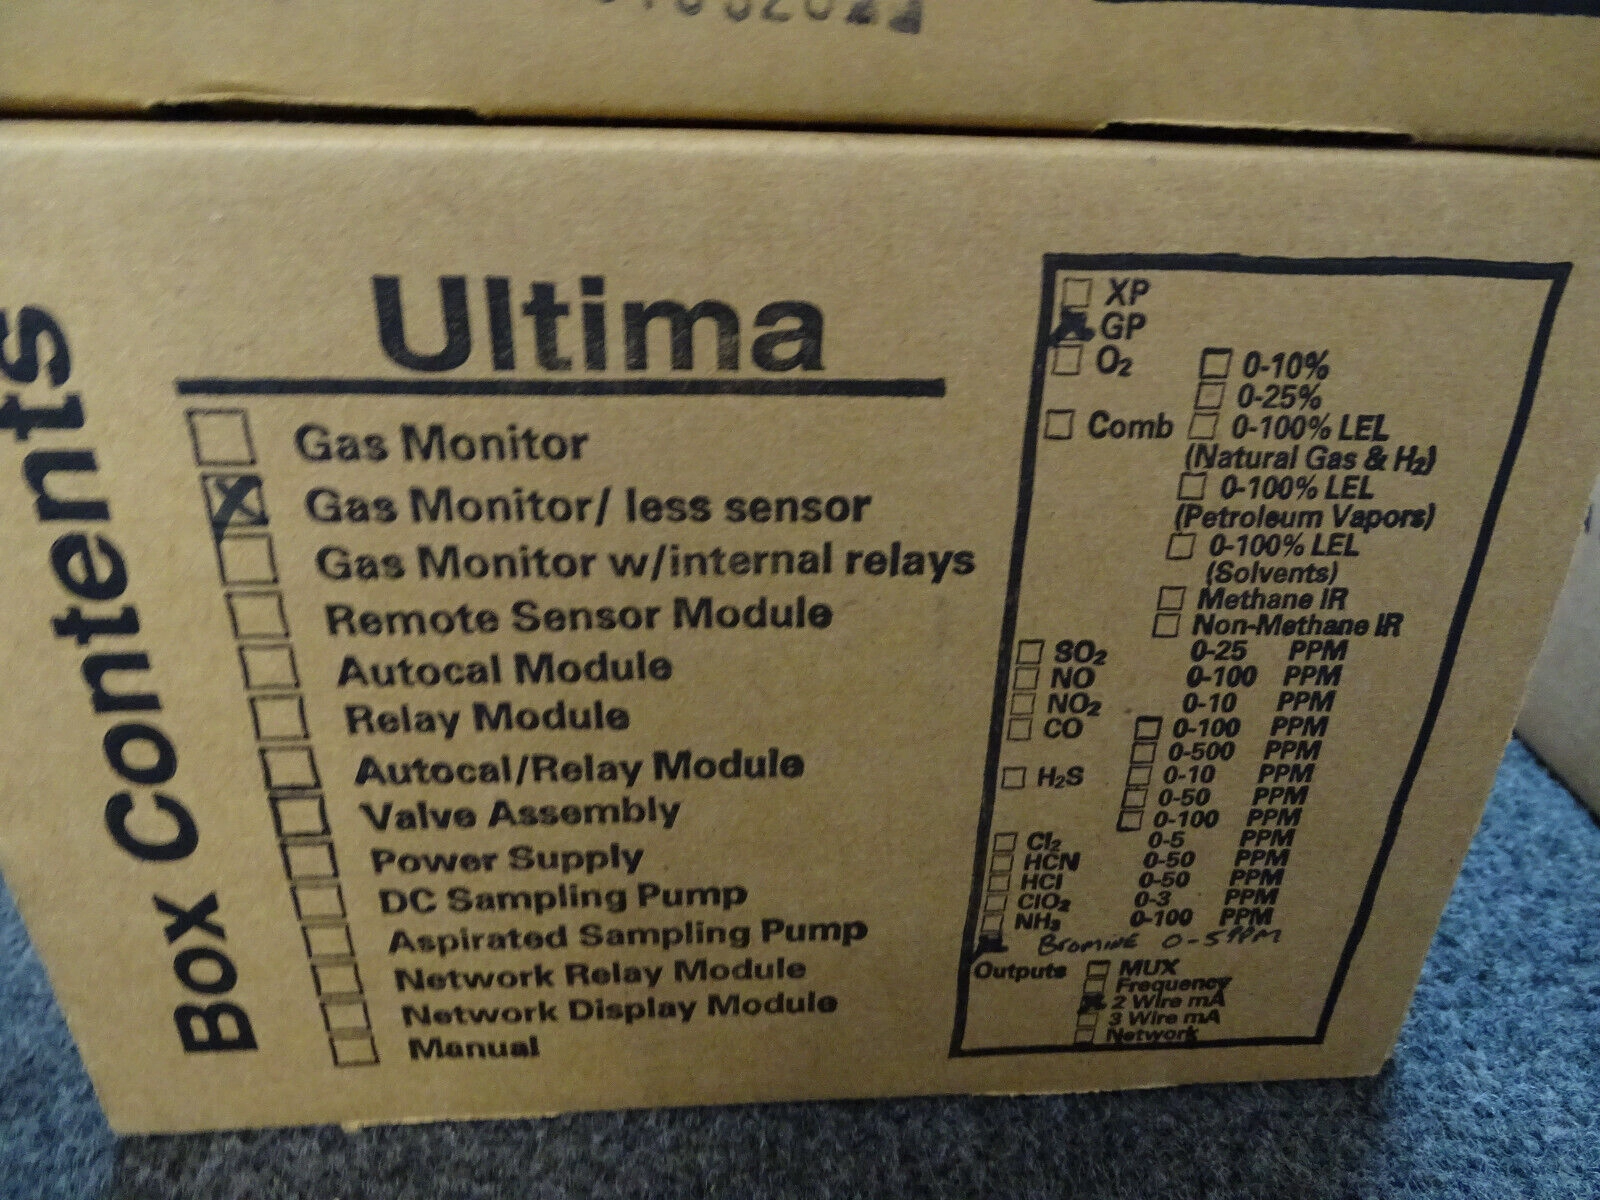 Box Contents
Ultima
Gas Monitor
Gas Monitor/ less sensor
Gas Monitor w/internal relays
Remote Sensor Module
Autocal Module
Relay Module
Autocal/Relay Module
Valve Assembly
Power Supply
DC Sampling Pump
Aspirated Sampling Pump
Network Relay Module
Network Display Module
Manual
XP
GP
O₂ 0-10%
0-25%
Comb 0-100% LEL
(Natural Gas & H₂)
0-100% LEL
(Petroleum Vapors)
0-100% LEL
(Solvents)
Methane IR
Non-Methane IR
SO₂ 0-25 PPM
NO 0-100 PPM
NO₂ 0-10 PPM
CO 0-100 PPM
0-500 PPM
H₂S 0-10 PPM
0-50 PPM
0-100 PPM
Cl₂ 0-5 PPM
HCN 0-50 PPM
HCl 0-50 PPM
ClO₂ 0-3 PPM
NH₃ 0-100 PPM
Bromine 0-5 PPM
Outputs MUX
Frequency
2 Wire mA
3 Wire mA
Network